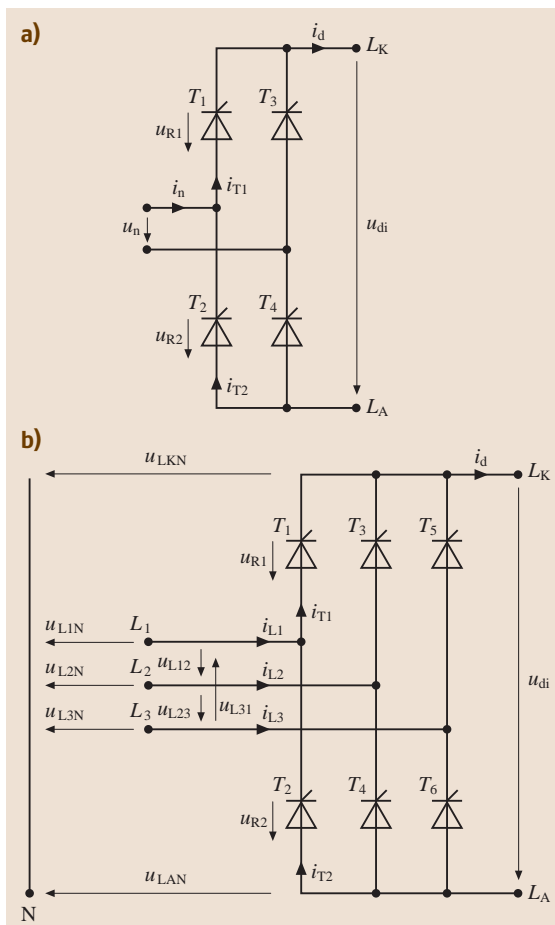 a)
i_d
L_K
T_1
T_3
u_R1
i_n
i_T1
u_n
u_di
T_2
T_4
u_R2
i_T2
L_A
b)
u_LKN
i_d
L_K
T_1
T_3
T_5
u_R1
i_T1
u_L1N
L_1
i_L1
u_L12
u_L2N
L_2
i_L2
u_di
u_L3N
L_3
u_L23
u_L31
i_L3
T_2
T_4
T_6
u_R2
u_LAN
i_T2
N
L_A